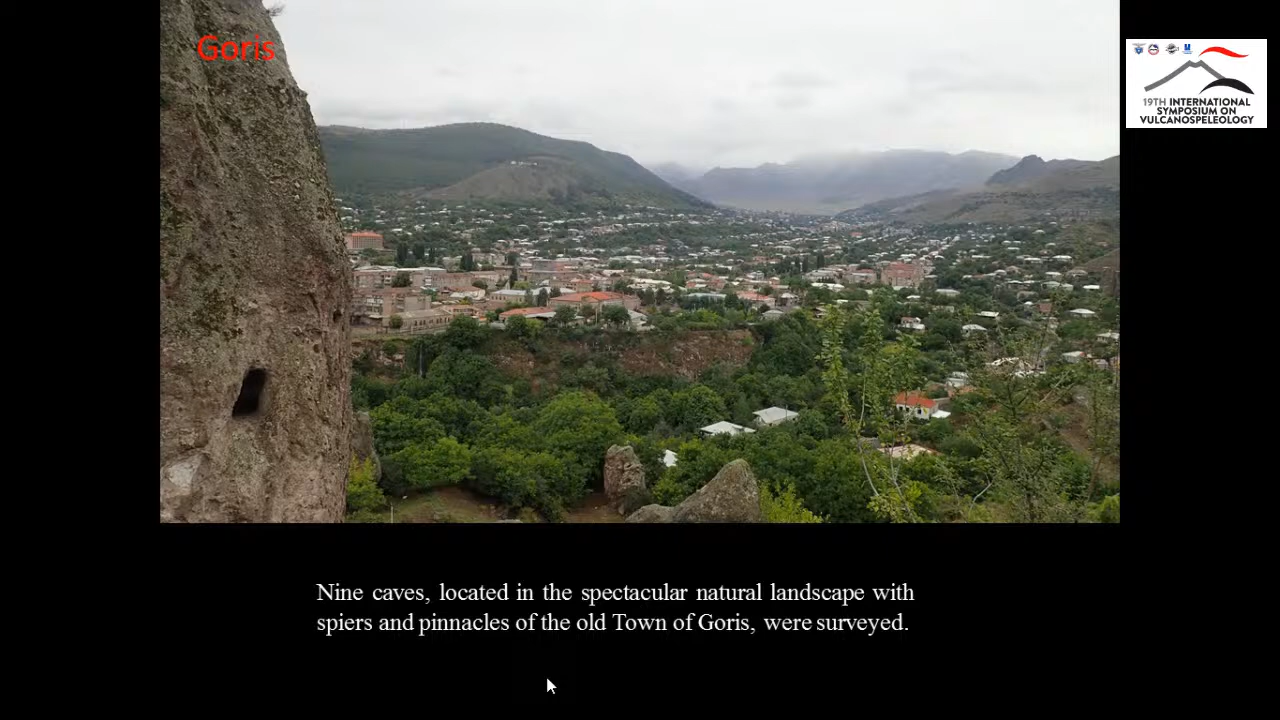 Goris
19TH INTERNATIONAL
SYMPOSIUM ON
VULCANOSPELEOLOGY
Nine caves, located in the spectacular natural landscape with
spiers and pinnacles of the old Town of Goris, were surveyed.